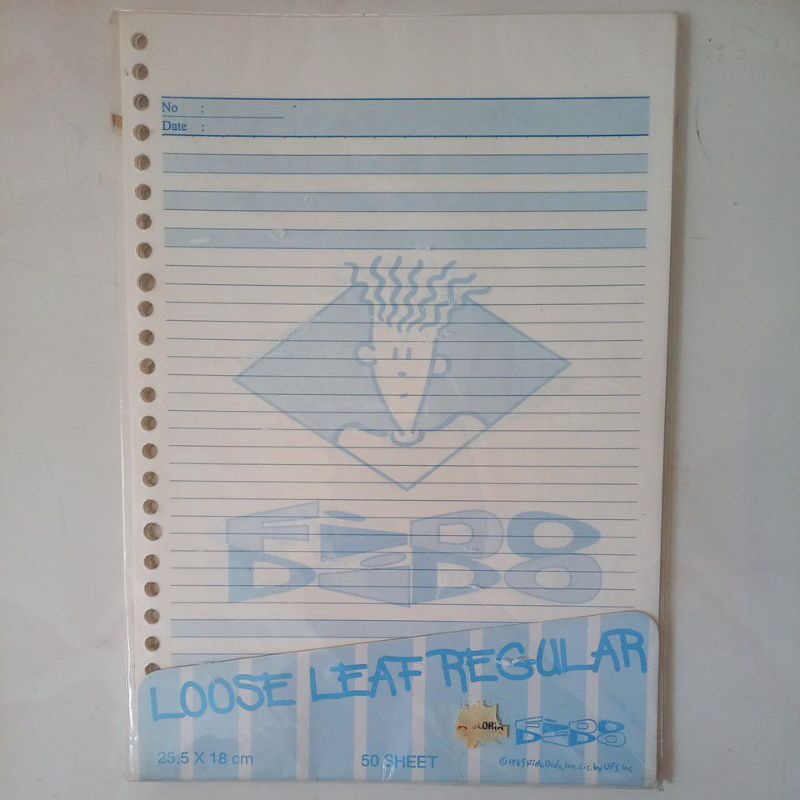 No :
Date :
FiDO
DiDO
LOOSE LEAF REGULAR
GLORIA
FiDO
DiDO
25,5 X 18 cm
50 SHEET
©1985 Fido Dido, Inc. Lic. by UFS, Inc